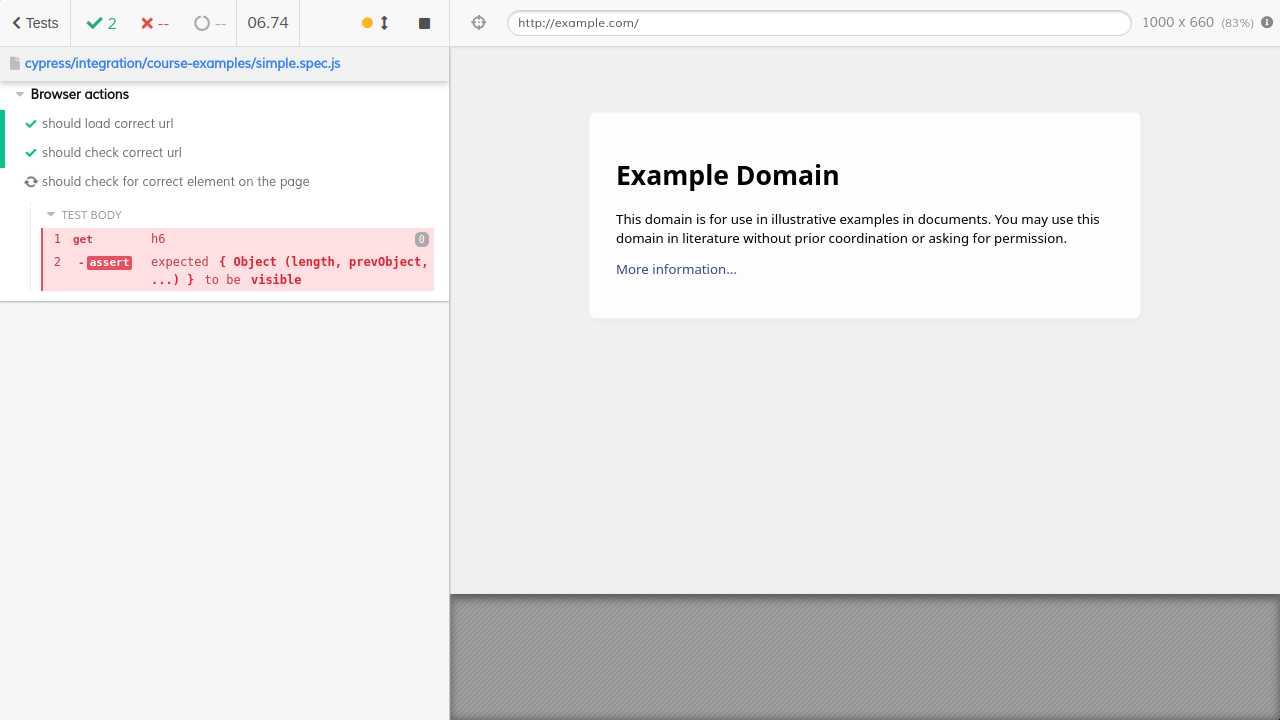 Tests
2
--
--
06.74
http://example.com/
1000 x 660 (83%)
cypress/integration/course-examples/simple.spec.js
Browser actions
should load correct url
should check correct url
should check for correct element on the page
TEST BODY
1 get h6 0
2 -assert expected { Object (length, prevObject,
...) } to be visible
Example Domain
This domain is for use in illustrative examples in documents. You may use this
domain in literature without prior coordination or asking for permission.
More information...